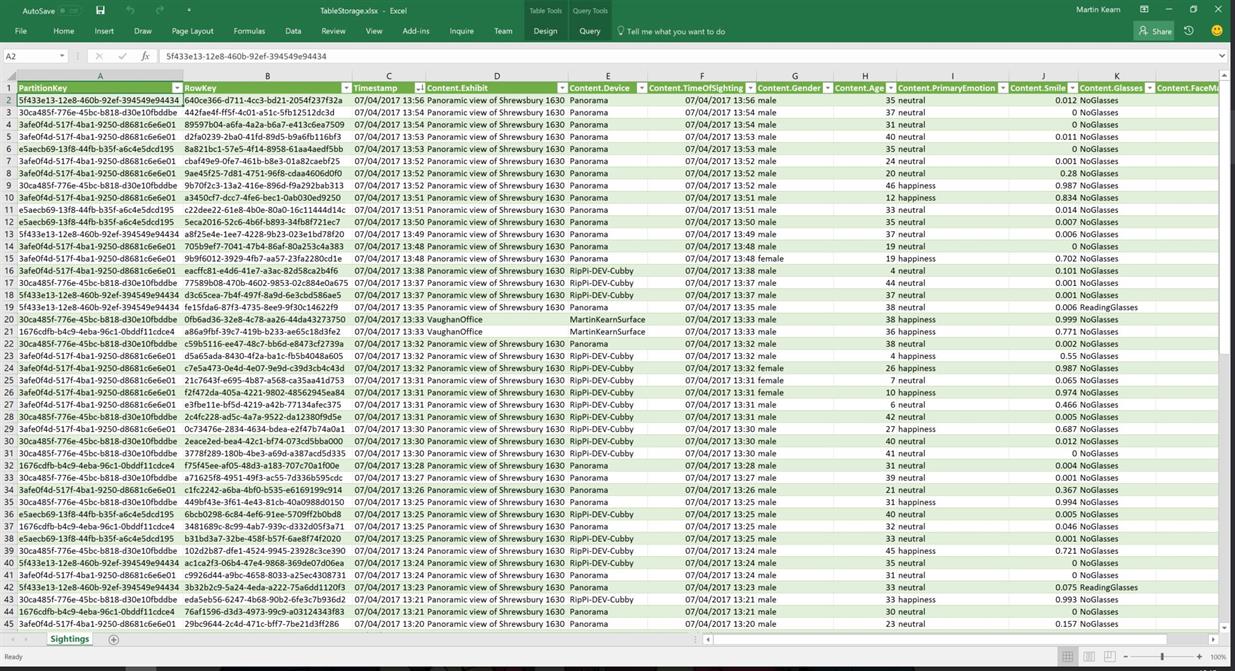 AutoSave Off
TableStorage.xlsx - Excel
Table Tools Query Tools
Martin Kearn
File Home Insert Draw Page Layout Formulas Data Review View Add-ins Inquire Team Design Query Tell me what you want to do Share
A2 fx 5f433e13-12e8-460b-92ef-394549e94434
A B C D E F G H I J K
1 PartitionKey RowKey Timestamp Content.Exhibit Content.Device Content.TimeOfSighting Content.Gender Content.Age Content.PrimaryEmotion Content.Smile Content.Glasses Content.FaceMa
2 5f433e13-12e8-460b-92ef-394549e94434 640ce366-d711-4cc3-bd21-2054f237f32a 07/04/2017 13:56 Panoramic view of Shrewsbury 1630 Panorama 07/04/2017 13:56 male 35 neutral 0.012 NoGlasses
3 30ca485f-776e-45bc-b818-d30e10fbddbe 442fae4f-ff5f-4c01-a51c-5fb12512dc3d 07/04/2017 13:54 Panoramic view of Shrewsbury 1630 Panorama 07/04/2017 13:54 male 37 neutral 0 NoGlasses
4 3afe0f4d-517f-4ba1-9250-d8681c6e6e01 89597b04-a6fa-4a2a-b6a7-e413c6ea7509 07/04/2017 13:54 Panoramic view of Shrewsbury 1630 Panorama 07/04/2017 13:54 male 31 neutral 0 NoGlasses
5 3afe0f4d-517f-4ba1-9250-d8681c6e6e01 d2fa0239-2ba0-41fd-89d5-b9a6fb116bf3 07/04/2017 13:53 Panoramic view of Shrewsbury 1630 Panorama 07/04/2017 13:53 male 40 neutral 0.011 NoGlasses
6 e5aecb69-13f8-44fb-b35f-a6c4e5dcd195 8a821bc1-57e5-4f14-8958-61aa4aedf5bb 07/04/2017 13:53 Panoramic view of Shrewsbury 1630 Panorama 07/04/2017 13:53 male 35 neutral 0 NoGlasses
7 3afe0f4d-517f-4ba1-9250-d8681c6e6e01 cbaf49e9-0fe7-461b-b8e3-01a82caebf25 07/04/2017 13:52 Panoramic view of Shrewsbury 1630 Panorama 07/04/2017 13:52 male 24 neutral 0.001 NoGlasses
8 3afe0f4d-517f-4ba1-9250-d8681c6e6e01 9ae45f25-7d81-4751-96f8-cdaa4606d0f0 07/04/2017 13:52 Panoramic view of Shrewsbury 1630 Panorama 07/04/2017 13:52 male 20 neutral 0.28 NoGlasses
9 30ca485f-776e-45bc-b818-d30e10fbddbe 9b70f2c3-13a2-416e-896d-f9a292bab313 07/04/2017 13:52 Panoramic view of Shrewsbury 1630 Panorama 07/04/2017 13:52 male 46 happiness 0.987 NoGlasses
10 3afe0f4d-517f-4ba1-9250-d8681c6e6e01 a3450cf7-dcc7-4fe6-bec1-0ab030ed9250 07/04/2017 13:51 Panoramic view of Shrewsbury 1630 Panorama 07/04/2017 13:51 male 12 happiness 0.834 NoGlasses
11 e5aecb69-13f8-44fb-b35f-a6c4e5dcd195 c22dee22-61e8-4b0e-80a0-16c11444d14c 07/04/2017 13:51 Panoramic view of Shrewsbury 1630 Panorama 07/04/2017 13:51 male 33 neutral 0.014 NoGlasses
12 e5aecb69-13f8-44fb-b35f-a6c4e5dcd195 5eca2016-52c6-4b6f-b893-34fb8f721ec7 07/04/2017 13:50 Panoramic view of Shrewsbury 1630 Panorama 07/04/2017 13:50 male 35 neutral 0.007 NoGlasses
13 5f433e13-12e8-460b-92ef-394549e94434 a8f25e4e-1ee7-4228-9b23-023e1bd78f20 07/04/2017 13:49 Panoramic view of Shrewsbury 1630 Panorama 07/04/2017 13:49 male 37 neutral 0.006 NoGlasses
14 3afe0f4d-517f-4ba1-9250-d8681c6e6e01 705b9ef7-7041-47b4-86af-80a253c4a383 07/04/2017 13:48 Panoramic view of Shrewsbury 1630 Panorama 07/04/2017 13:48 male 19 neutral 0 NoGlasses
15 3afe0f4d-517f-4ba1-9250-d8681c6e6e01 9b9f6012-3929-4fb7-aa57-23fa2280cd1e 07/04/2017 13:48 Panoramic view of Shrewsbury 1630 Panorama 07/04/2017 13:48 female 19 happiness 0.702 NoGlasses
16 3afe0f4d-517f-4ba1-9250-d8681c6e6e01 eacffc81-e4d6-41e7-a3ac-82d58ca2b4f6 07/04/2017 13:38 Panoramic view of Shrewsbury 1630 RipPi-DEV-Cubby 07/04/2017 13:38 male 4 neutral 0.101 NoGlasses
17 30ca485f-776e-45bc-b818-d30e10fbddbe 77589b08-470b-4602-9853-02c884e0a675 07/04/2017 13:37 Panoramic view of Shrewsbury 1630 RipPi-DEV-Cubby 07/04/2017 13:37 male 44 neutral 0.001 NoGlasses
18 5f433e13-12e8-460b-92ef-394549e94434 d3c65cea-7b4f-497f-8a9d-6e3cbd586ae5 07/04/2017 13:37 Panoramic view of Shrewsbury 1630 RipPi-DEV-Cubby 07/04/2017 13:37 male 37 neutral 0.001 NoGlasses
19 5f433e13-12e8-460b-92ef-394549e94434 fe15fda6-87f3-4735-8ee9-9f30c14622f9 07/04/2017 13:35 Panoramic view of Shrewsbury 1630 Panorama 07/04/2017 13:35 male 38 neutral 0.006 ReadingGlasses
20 30ca485f-776e-45bc-b818-d30e10fbddbe 0fb6ad36-32e8-4c78-aa26-44da43273750 07/04/2017 13:33 VaughanOffice MartinKearnSurface 07/04/2017 13:33 male 38 happiness 0.999 NoGlasses
21 1676cdfb-b4c9-4eba-96c1-0bddf11cdce4 a86a9fbf-39c7-419b-b233-ae65c18d3fe2 07/04/2017 13:33 VaughanOffice MartinKearnSurface 07/04/2017 13:33 male 36 happiness 0.771 NoGlasses
22 30ca485f-776e-45bc-b818-d30e10fbddbe c59b5116-ee47-48c7-bb6d-e8473cf2739a 07/04/2017 13:32 Panoramic view of Shrewsbury 1630 Panorama 07/04/2017 13:32 male 38 neutral 0.002 NoGlasses
23 3afe0f4d-517f-4ba1-9250-d8681c6e6e01 d5a65ada-8430-4f2a-ba1c-fb5b4048a605 07/04/2017 13:32 Panoramic view of Shrewsbury 1630 RipPi-DEV-Cubby 07/04/2017 13:32 male 4 happiness 0.55 NoGlasses
24 3afe0f4d-517f-4ba1-9250-d8681c6e6e01 c7e5a473-0e4d-4e07-9e9d-c39d3cb4c43d 07/04/2017 13:32 Panoramic view of Shrewsbury 1630 RipPi-DEV-Cubby 07/04/2017 13:32 female 26 happiness 0.987 NoGlasses
25 3afe0f4d-517f-4ba1-9250-d8681c6e6e01 21c7643f-e695-4b87-a568-ca35aa41d753 07/04/2017 13:31 Panoramic view of Shrewsbury 1630 RipPi-DEV-Cubby 07/04/2017 13:31 female 7 neutral 0.065 NoGlasses
26 3afe0f4d-517f-4ba1-9250-d8681c6e6e01 f2f472da-405a-4221-9802-48562945ea84 07/04/2017 13:31 Panoramic view of Shrewsbury 1630 RipPi-DEV-Cubby 07/04/2017 13:31 female 10 happiness 0.974 NoGlasses
27 3afe0f4d-517f-4ba1-9250-d8681c6e6e01 e3fbe11e-bf5d-4219-a42b-77134afec375 07/04/2017 13:31 Panoramic view of Shrewsbury 1630 RipPi-DEV-Cubby 07/04/2017 13:31 male 6 neutral 0.466 NoGlasses
28 30ca485f-776e-45bc-b818-d30e10fbddbe 2c4fc228-ad5c-4a7a-9522-da12380f9d5e 07/04/2017 13:31 Panoramic view of Shrewsbury 1630 RipPi-DEV-Cubby 07/04/2017 13:31 male 42 neutral 0.005 NoGlasses
29 3afe0f4d-517f-4ba1-9250-d8681c6e6e01 0c73476e-2834-4634-bdea-e2f47b74a0a1 07/04/2017 13:30 Panoramic view of Shrewsbury 1630 RipPi-DEV-Cubby 07/04/2017 13:30 male 27 happiness 0.687 NoGlasses
30 30ca485f-776e-45bc-b818-d30e10fbddbe 2eace2ed-bea4-42c1-bf74-073cd5bba000 07/04/2017 13:30 Panoramic view of Shrewsbury 1630 RipPi-DEV-Cubby 07/04/2017 13:30 male 40 neutral 0.012 NoGlasses
31 30ca485f-776e-45bc-b818-d30e10fbddbe 3778f289-180b-4be3-a69d-a387acd5d335 07/04/2017 13:30 Panoramic view of Shrewsbury 1630 RipPi-DEV-Cubby 07/04/2017 13:30 male 41 neutral 0 NoGlasses
32 1676cdfb-b4c9-4eba-96c1-0bddf11cdce4 f75f45ee-af05-48d3-a183-707c70a1f00e 07/04/2017 13:28 Panoramic view of Shrewsbury 1630 Panorama 07/04/2017 13:28 male 31 neutral 0.004 NoGlasses
33 30ca485f-776e-45bc-b818-d30e10fbddbe a71625f8-4951-49f3-ac55-7d336b595cdc 07/04/2017 13:27 Panoramic view of Shrewsbury 1630 Panorama 07/04/2017 13:27 male 39 neutral 0.001 NoGlasses
34 3afe0f4d-517f-4ba1-9250-d8681c6e6e01 c1fc2242-a6ba-4bf0-b535-e6169199c914 07/04/2017 13:26 Panoramic view of Shrewsbury 1630 Panorama 07/04/2017 13:26 male 21 neutral 0.367 NoGlasses
35 30ca485f-776e-45bc-b818-d30e10fbddbe 449bf43e-3f61-4e43-81cb-40a0988d0150 07/04/2017 13:25 Panoramic view of Shrewsbury 1630 Panorama 07/04/2017 13:25 male 31 happiness 0.994 NoGlasses
36 e5aecb69-13f8-44fb-b35f-a6c4e5dcd195 6bcb0298-6c84-4ef6-91ee-5709ff2b0bd8 07/04/2017 13:25 Panoramic view of Shrewsbury 1630 RipPi-DEV-Cubby 07/04/2017 13:25 male 40 neutral 0.005 NoGlasses
37 1676cdfb-b4c9-4eba-96c1-0bddf11cdce4 3481689c-8c99-4ab7-939c-d332d05f3a71 07/04/2017 13:25 Panoramic view of Shrewsbury 1630 Panorama 07/04/2017 13:25 male 32 neutral 0.046 NoGlasses
38 e5aecb69-13f8-44fb-b35f-a6c4e5dcd195 b31bd3a7-32be-458f-b57f-6ae8f74f2020 07/04/2017 13:25 Panoramic view of Shrewsbury 1630 RipPi-DEV-Cubby 07/04/2017 13:25 male 33 neutral 0.001 NoGlasses
39 30ca485f-776e-45bc-b818-d30e10fbddbe 102d2b87-dfe1-4524-9945-23928c3ce390 07/04/2017 13:24 Panoramic view of Shrewsbury 1630 Panorama 07/04/2017 13:24 male 45 happiness 0.721 NoGlasses
40 5f433e13-12e8-460b-92ef-394549e94434 ac1ca2f3-06b4-47e4-9868-369de07d06ea 07/04/2017 13:24 Panoramic view of Shrewsbury 1630 RipPi-DEV-Cubby 07/04/2017 13:24 male 35 neutral 0 NoGlasses
41 3afe0f4d-517f-4ba1-9250-d8681c6e6e01 c9926d44-a9bc-4658-8033-a25ec4308731 07/04/2017 13:24 Panoramic view of Shrewsbury 1630 Panorama 07/04/2017 13:24 male 31 neutral 0 NoGlasses
42 5f433e13-12e8-460b-92ef-394549e94434 3b32b2c9-5a24-4eda-a222-75a6dd1120f3 07/04/2017 13:23 Panoramic view of Shrewsbury 1630 Panorama 07/04/2017 13:23 male 31 neutral 0.075 ReadingGlasses
43 30ca485f-776e-45bc-b818-d30e10fbddbe eda5eb56-6247-4b68-90b2-6fe3c7b936d2 07/04/2017 13:21 Panoramic view of Shrewsbury 1630 RipPi-DEV-Cubby 07/04/2017 13:21 male 33 happiness 0.993 NoGlasses
44 1676cdfb-b4c9-4eba-96c1-0bddf11cdce4 76af1596-d3d3-4973-99c9-a03124343f83 07/04/2017 13:21 Panoramic view of Shrewsbury 1630 Panorama 07/04/2017 13:21 male 30 neutral 0 NoGlasses
45 3afe0f4d-517f-4ba1-9250-d8681c6e6e01 29bc9644-2c4d-471c-bff7-7be21d3ff286 07/04/2017 13:20 Panoramic view of Shrewsbury 1630 Panorama 07/04/2017 13:20 male 23 neutral 0.157 NoGlasses
Sightings
Ready 100%